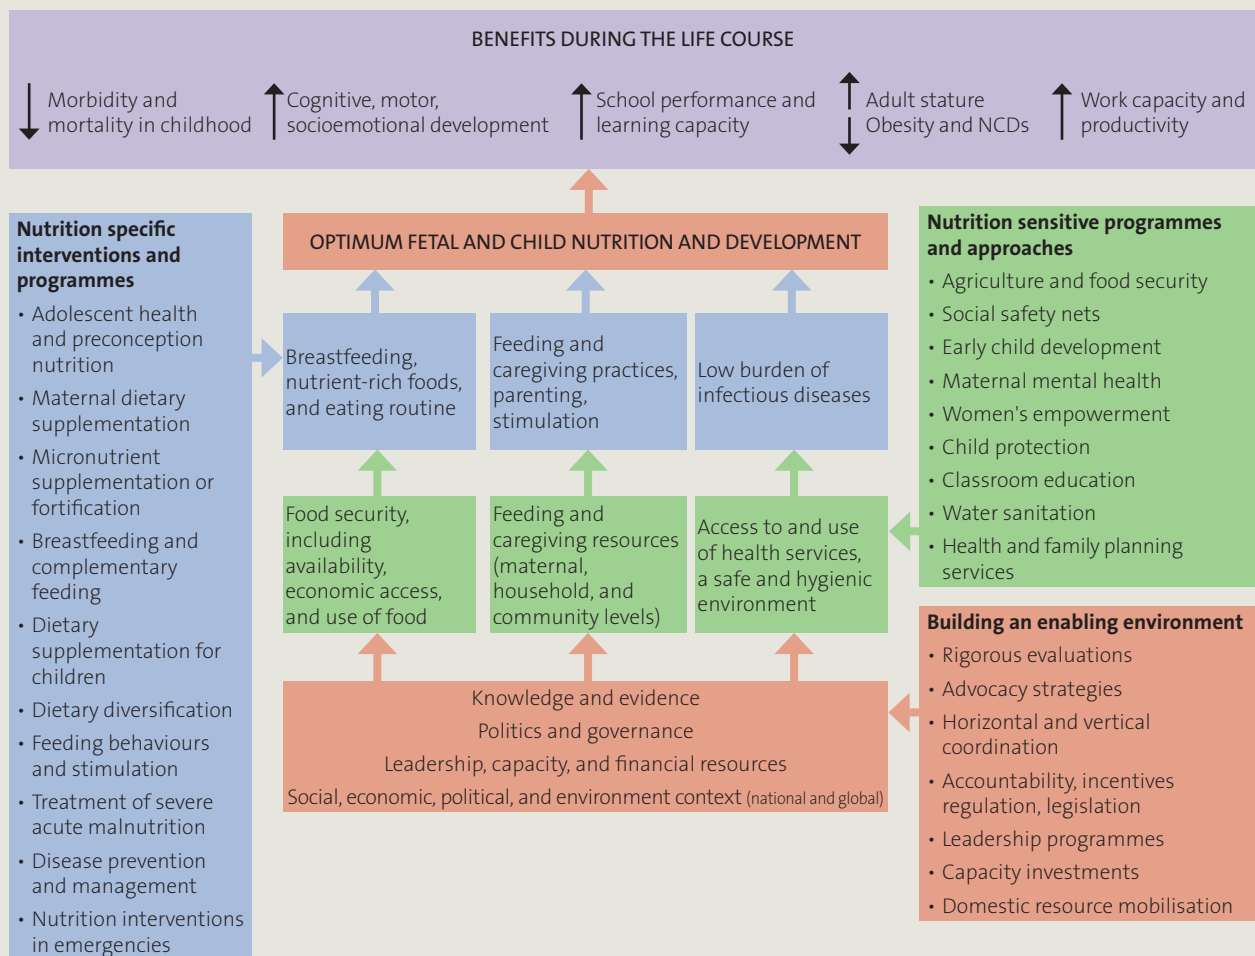 BENEFITS DURING THE LIFE COURSE
Morbidity and
mortality in childhood
Cognitive, motor,
socioemotional development
School performance and
learning capacity
Adult stature
Obesity and NCDs
Work capacity and
productivity
Nutrition specific
interventions and
programmes
• Adolescent health
and preconception
nutrition
• Maternal dietary
supplementation
• Micronutrient
supplementation or
fortification
• Breastfeeding and
complementary
feeding
• Dietary
supplementation for
children
• Dietary diversification
• Feeding behaviours
and stimulation
• Treatment of severe
acute malnutrition
• Disease prevention
and management
• Nutrition interventions
in emergencies
OPTIMUM FETAL AND CHILD NUTRITION AND DEVELOPMENT
Breastfeeding,
nutrient-rich foods,
and eating routine
Feeding and
caregiving practices,
parenting,
stimulation
Low burden of
infectious diseases
Food security,
including
availability,
economic access,
and use of food
Feeding and
caregiving resources
(maternal,
household, and
community levels)
Access to and use
of health services,
a safe and hygienic
environment
Knowledge and evidence
Politics and governance
Leadership, capacity, and financial resources
Social, economic, political, and environment context (national and global)
Nutrition sensitive programmes
and approaches
• Agriculture and food security
• Social safety nets
• Early child development
• Maternal mental health
• Women's empowerment
• Child protection
• Classroom education
• Water sanitation
• Health and family planning
services
Building an enabling environment
• Rigorous evaluations
• Advocacy strategies
• Horizontal and vertical
coordination
• Accountability, incentives
regulation, legislation
• Leadership programmes
• Capacity investments
• Domestic resource mobilisation